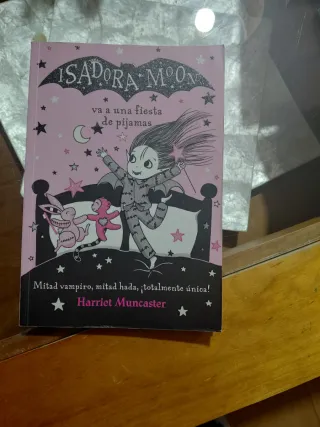 ISADORA MOON
va a una fiesta
de pijamas
Mitad vampiro, mitad hada, ¡totalmente única!
Harriet Muncaster